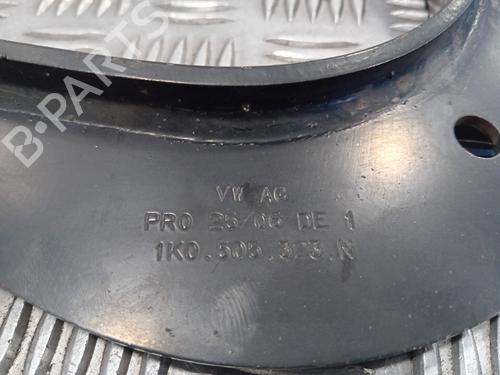 B-PARTS
VW AG
PRO 25/06 DE 1
1K0.505.323.N